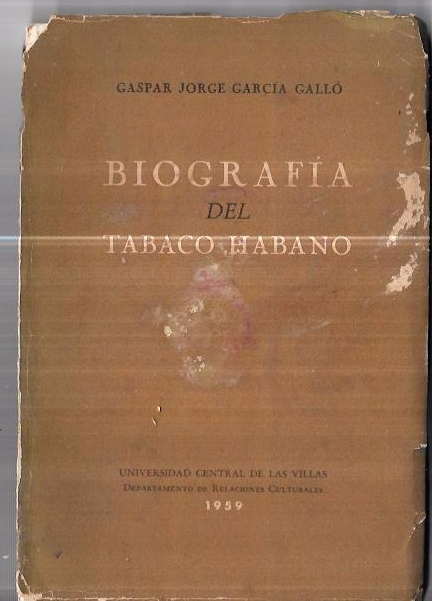 GASPAR JORGE GARCÍA GALLÓ
BIOGRAFÍA
DEL
TABACO HABANO
UNIVERSIDAD CENTRAL DE LAS VILLAS
DEPARTAMENTO DE RELACIONES CULTURALES
1959